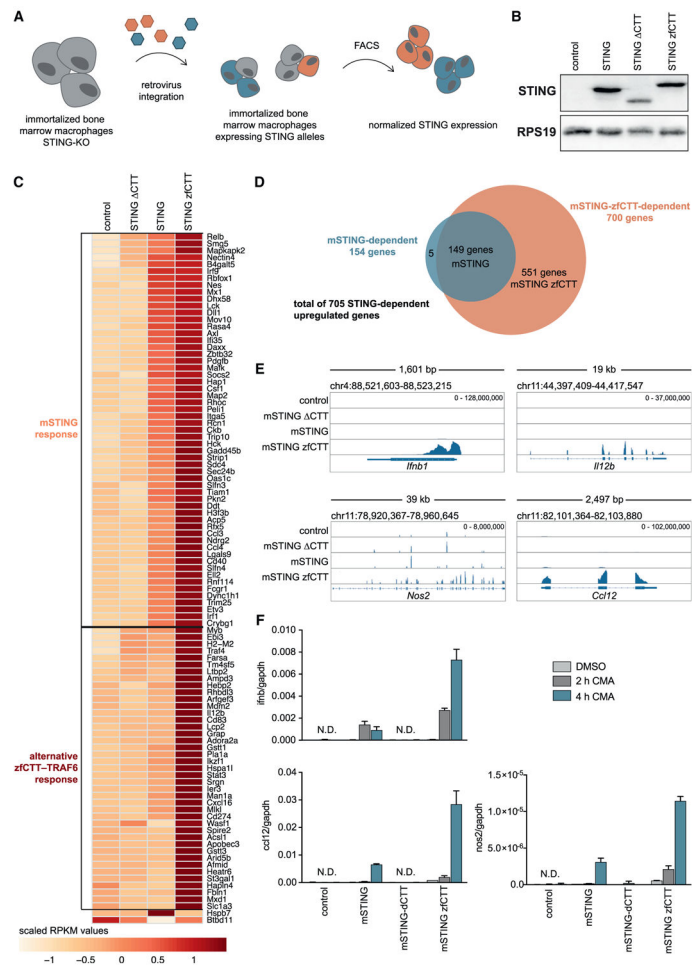 A
retrovirus
integration
FACS
immortalized bone
marrow macrophages
STING-KO
immortalized bone
marrow macrophages
expressing STING alleles
normalized STING expression
B
control
STING
STING ΔCTT
STING zfCTT
STING
RPS19
C
control
STING ΔCTT
STING
STING zfCTT
mSTING
response
alternative
zfCTT–TRAF6
response
Relb
Smg5
Mapkapk2
Nectin4
B4galt5
Irf9
Rbfox1
Nes
Mx1
Dhx58
Lck
Dll1
Mov10
Rasa4
Axl
Ifi35
Daxx
Zbtb32
Pdgfb
Mafk
Socs2
Hap1
Csf1
Map2
Rhoc
Peli1
Itga5
Rcn1
Ckb
Trip10
Hck
Gadd45b
Strip1
Sdc4
Sec24b
Oas1c
Slfn3
Tiam1
Pkn2
Ddt
H3f3b
Acp5
Rfx5
Ccl3
Ndrg2
Ccl4
Lgals9
Cd40
Slfn4
Ell2
Rnf114
Fcgr1
Dync1h1
Trim25
Etv3
Irf1
Crybg1
Myb
Ebi3
H2−M2
Traf4
Farsa
Tm4sf5
Ltbp2
Ampd3
Hebp2
Rhbdl3
Arfgef3
Mdm2
Il12b
Cd83
Lcp2
Grap
Adora2a
Gstt1
Pla1a
Ikzf1
Hspa1l
Stat3
Srgn
Ier3
Man1a
Cxcl16
Mlkl
Cd274
Wasf1
Spire2
Acsl1
Apobec3
Gstt3
Arid5b
Afmid
Heatr6
St3gal1
Hapln4
Fbln1
Mxd1
Slc1a3
Hspb7
Btbd11
scaled RPKM values
−1 −0.5 0 0.5 1
D
mSTING-dependent
154 genes
5
149 genes
mSTING
551 genes
mSTING zfCTT
mSTING-zfCTT-dependent
700 genes
total of 705 STING-dependent
upregulated genes
E
1,601 bp
chr4:88,521,603-88,523,215
0 - 128,000,000
control
mSTING ΔCTT
mSTING
mSTING zfCTT
Ifnb1
19 kb
chr11:44,397,409-44,417,547
0 - 37,000,000
Il12b
39 kb
chr11:78,920,367-78,960,645
0 - 8,000,000
control
mSTING ΔCTT
mSTING
mSTING zfCTT
Nos2
2,497 bp
chr11:82,101,364-82,103,880
0 - 102,000,000
Ccl12
F
ifnb/gapdh
0.010
0.008
0.006
0.004
0.002
0.000
N.D.
N.D.
DMSO
2 h CMA
4 h CMA
ccl12/gapdh
0.04
0.03
0.02
0.01
0.00
N.D.
N.D.
control
mSTING
mSTING-dCTT
mSTING zfCTT
nos2/gapdh
1.5×10⁻⁵
1.0×10⁻⁵
5.0×10⁻⁶
0.0
N.D.
control
mSTING
mSTING-dCTT
mSTING zfCTT